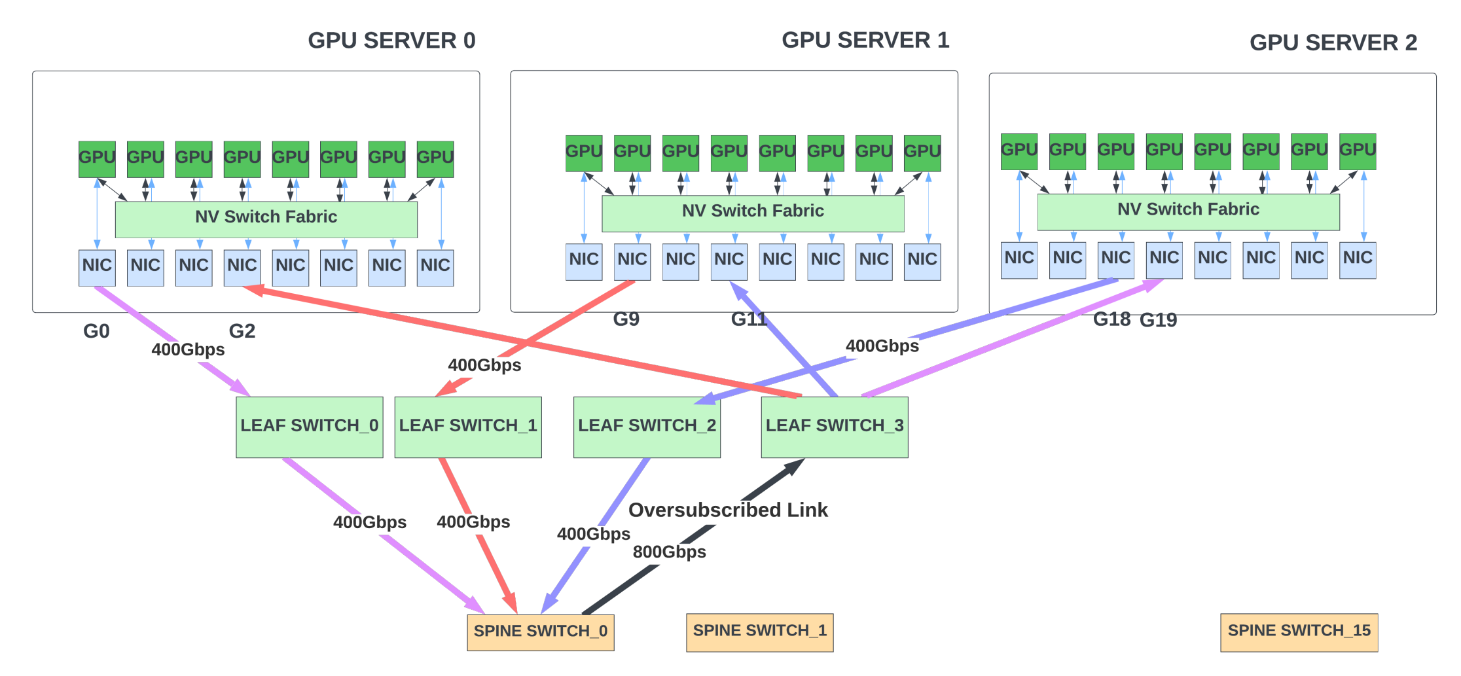 GPU SERVER 0
GPU SERVER 1
GPU SERVER 2
GPU GPU GPU GPU GPU GPU GPU GPU
GPU GPU GPU GPU GPU GPU GPU GPU
GPU GPU GPU GPU GPU GPU GPU GPU
NV Switch Fabric
NV Switch Fabric
NV Switch Fabric
NIC NIC NIC NIC NIC NIC NIC NIC
NIC NIC NIC NIC NIC NIC NIC NIC
NIC NIC NIC NIC NIC NIC NIC NIC
G0
G2
G9
G11
G18
G19
400Gbps
400Gbps
400Gbps
LEAF SWITCH_0
LEAF SWITCH_1
LEAF SWITCH_2
LEAF SWITCH_3
Oversubscribed Link
400Gbps
400Gbps
400Gbps
800Gbps
SPINE SWITCH_0
SPINE SWITCH_1
SPINE SWITCH_15